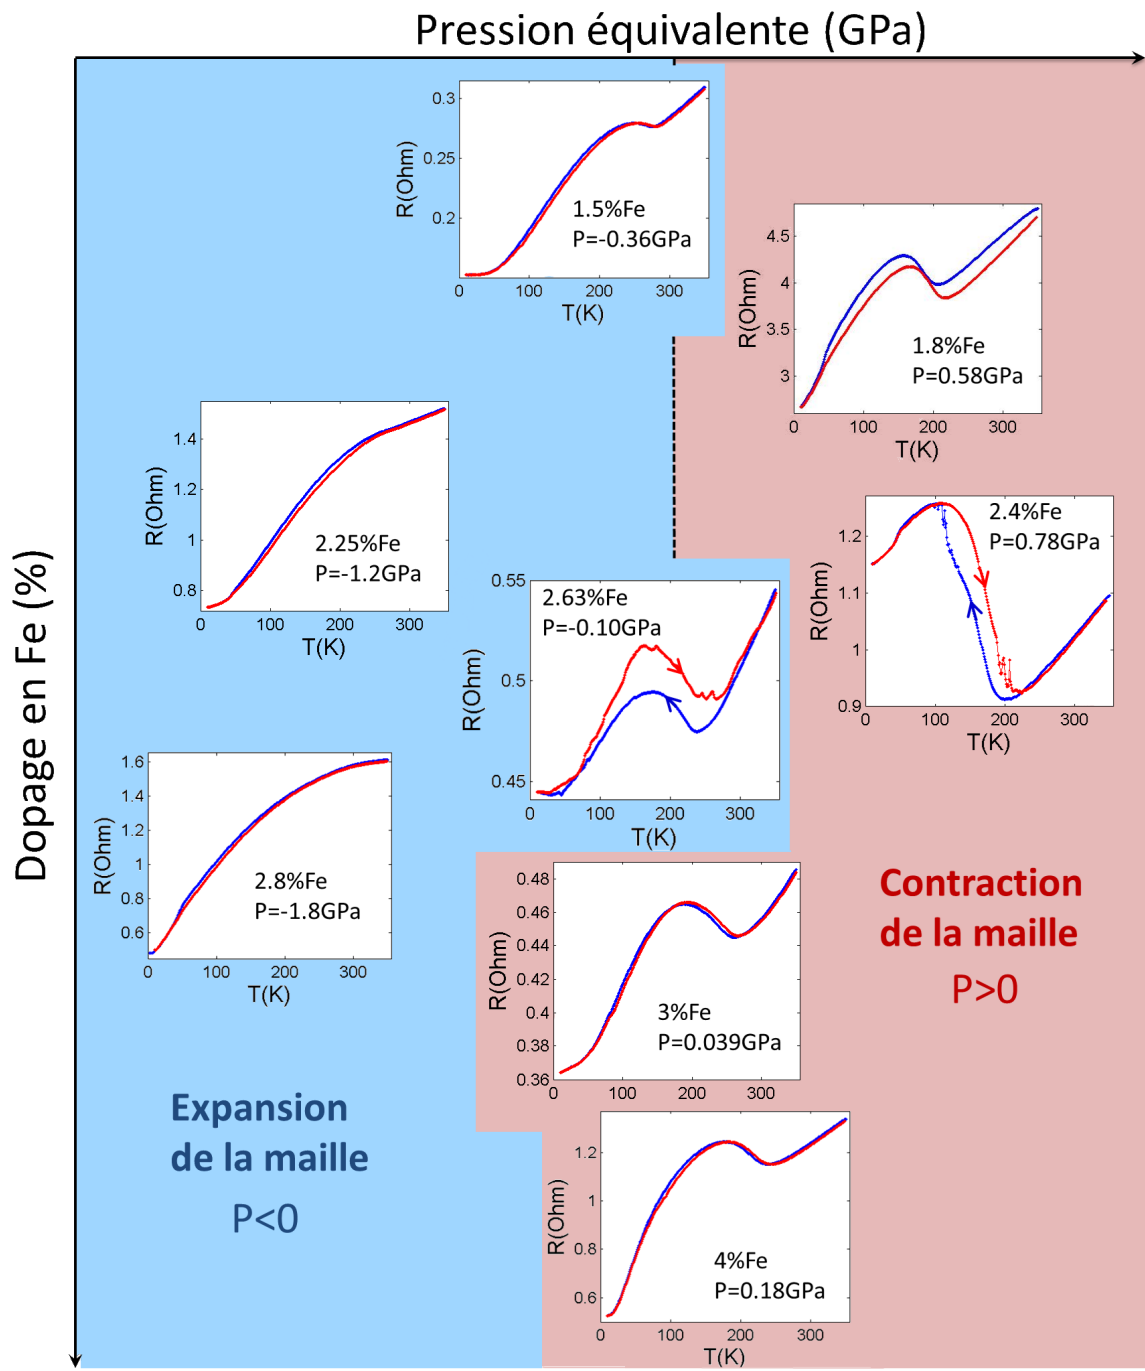 Pression équivalente (GPa)
Dopage en Fe (%)
0.3
0.25
0.2
R(Ohm)
1.5%Fe
P=-0.36GPa
0 100 200 300
T(K)
4.5
4
3.5
3
R(Ohm)
1.8%Fe
P=0.58GPa
0 100 200 300
T(K)
1.4
1.2
1
0.8
R(Ohm)
2.25%Fe
P=-1.2GPa
0 100 200 300
T(K)
1.2
1.1
1
0.9
R(Ohm)
2.4%Fe
P=0.78GPa
0 100 200 300
T(K)
0.55
0.5
0.45
R(Ohm)
2.63%Fe
P=-0.10GPa
0 100 200 300
T(K)
1.6
1.4
1.2
1
0.8
0.6
R(Ohm)
2.8%Fe
P=-1.8GPa
0 100 200 300
T(K)
0.48
0.46
0.44
0.42
0.4
0.38
0.36
R(Ohm)
3%Fe
P=0.039GPa
0 100 200 300
T(K)
Contraction
de la maille
P>0
Expansion
de la maille
P<0
1.2
1
0.8
0.6
R(Ohm)
4%Fe
P=0.18GPa
0 100 200 300
T(K)